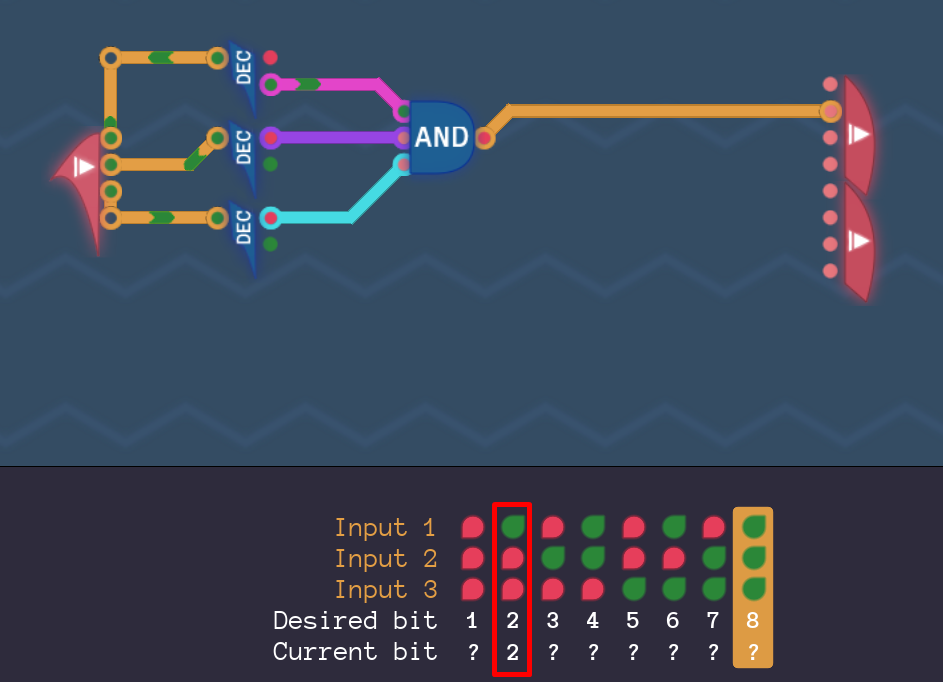 DEC
DEC
AND
DEC
Input 1
Input 2
Input 3
Desired bit 1 2 3 4 5 6 7 8
Current bit ? 2 ? ? ? ? ? ?